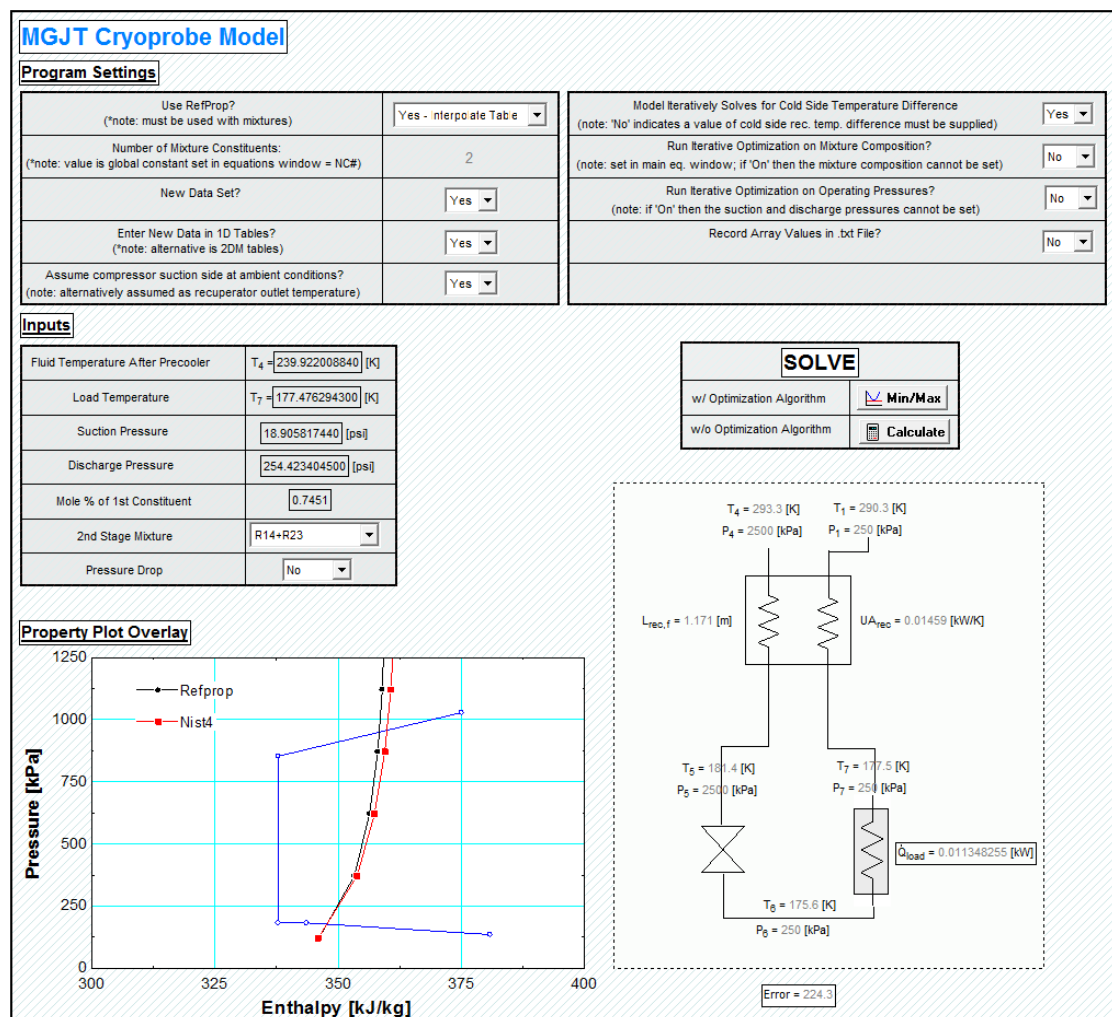 MGJT Cryoprobe Model
Program Settings
Use RefProp?
(*note: must be used with mixtures)
Yes - Interpolate Table
Number of Mixture Constituents:
(*note: value is global constant set in equations window = NC#)
2
New Data Set?
Yes
Enter New Data in 1D Tables?
(*note: alternative is 2DM tables)
Yes
Assume compressor suction side at ambient conditions?
(note: alternatively assumed as recuperator outlet temperature)
Yes
Model Iteratively Solves for Cold Side Temperature Difference
(note: 'No' indicates a value of cold side rec. temp. difference must be supplied)
Yes
Run Iterative Optimization on Mixture Composition?
(note: set in main eq. window; if 'On' then the mixture composition cannot be set)
No
Run Iterative Optimization on Operating Pressures?
(note: if 'On' then the suction and discharge pressures cannot be set)
No
Record Array Values in .txt File?
No
Inputs
Fluid Temperature After Precooler T4 = 239.922008840 [K]
Load Temperature T7 = 177.476294300 [K]
Suction Pressure 18.905817440 [psi]
Discharge Pressure 254.423404500 [psi]
Mole % of 1st Constituent 0.7451
2nd Stage Mixture R14+R23
Pressure Drop No
SOLVE
w/ Optimization Algorithm Min/Max
w/o Optimization Algorithm Calculate
T4 = 293.3 [K] T1 = 290.3 [K]
P4 = 2500 [kPa] P1 = 250 [kPa]
Lrec,f = 1.171 [m] UArec = 0.01459 [kW/K]
T5 = 181.4 [K] T7 = 177.5 [K]
P5 = 2500 [kPa] P7 = 250 [kPa]
Q̇load = 0.011348255 [kW]
T6 = 175.6 [K]
P6 = 250 [kPa]
Error = 224.3
Property Plot Overlay
1250
1000
750
500
250
0
Pressure [kPa]
Refprop
Nist4
300 325 350 375 400
Enthalpy [kJ/kg]